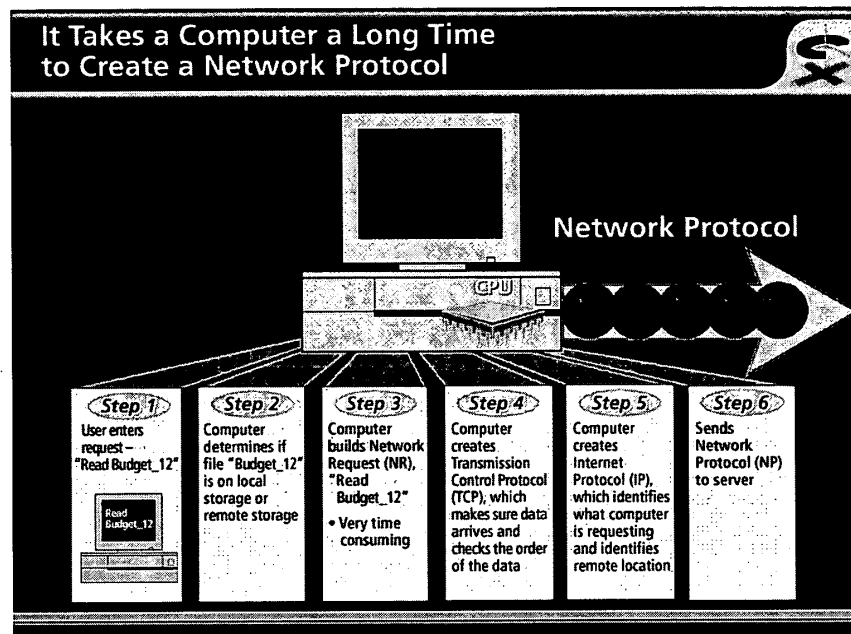 It Takes a Computer a Long Time
to Create a Network Protocol
Network Protocol
CPU
Step 1
User enters
request –
"Read Budget_12"
Read
Budget_12
Step 2
Computer
determines if
file "Budget_12"
is on local
storage or
remote storage
Step 3
Computer
builds Network
Request (NR),
"Read
Budget_12"
• Very time
consuming
Step 4
Computer
creates
Transmission
Control Protocol
(TCP), which
makes sure data
arrives and
checks the order
of the data
Step 5
Computer
creates
Internet
Protocol (IP),
which identifies
what computer
is requesting
and identifies
remote location
Step 6
Sends
Network
Protocol (NP)
to server